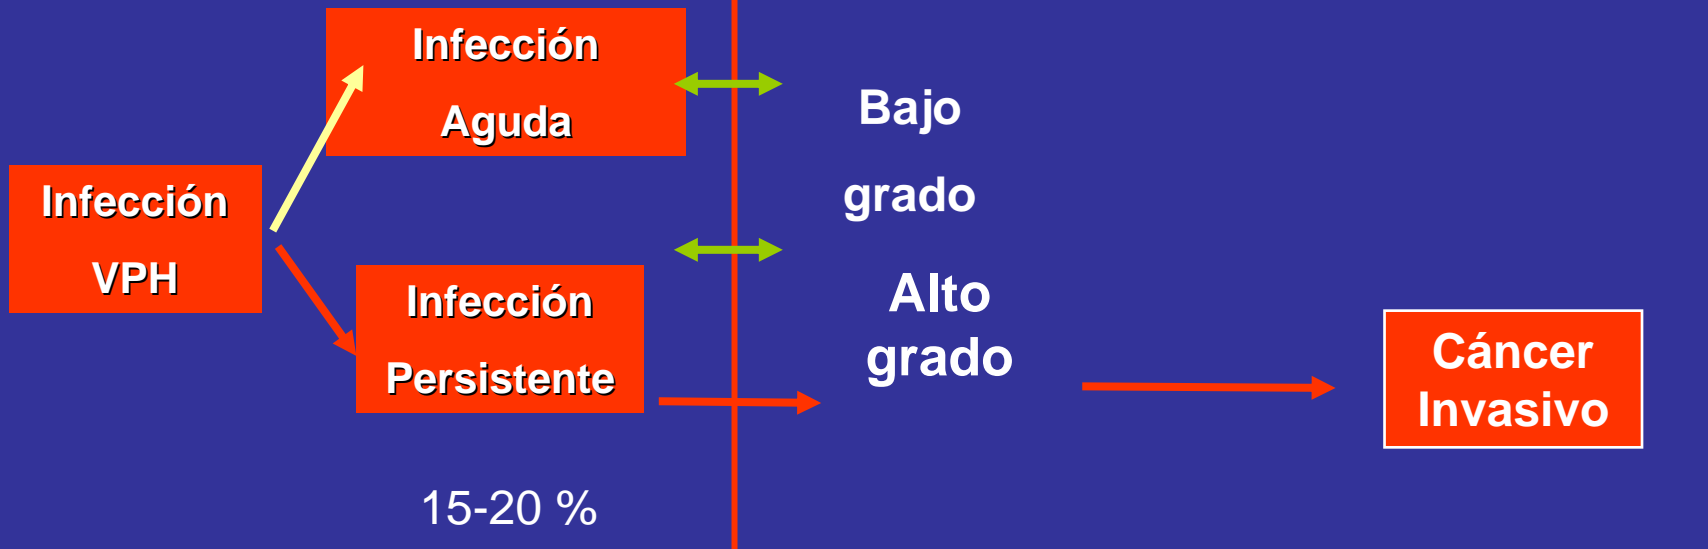 Infección
VPH
Infección
Aguda
Infección
Persistente
15-20 %
Bajo
grado
Alto
grado
Cáncer
Invasivo